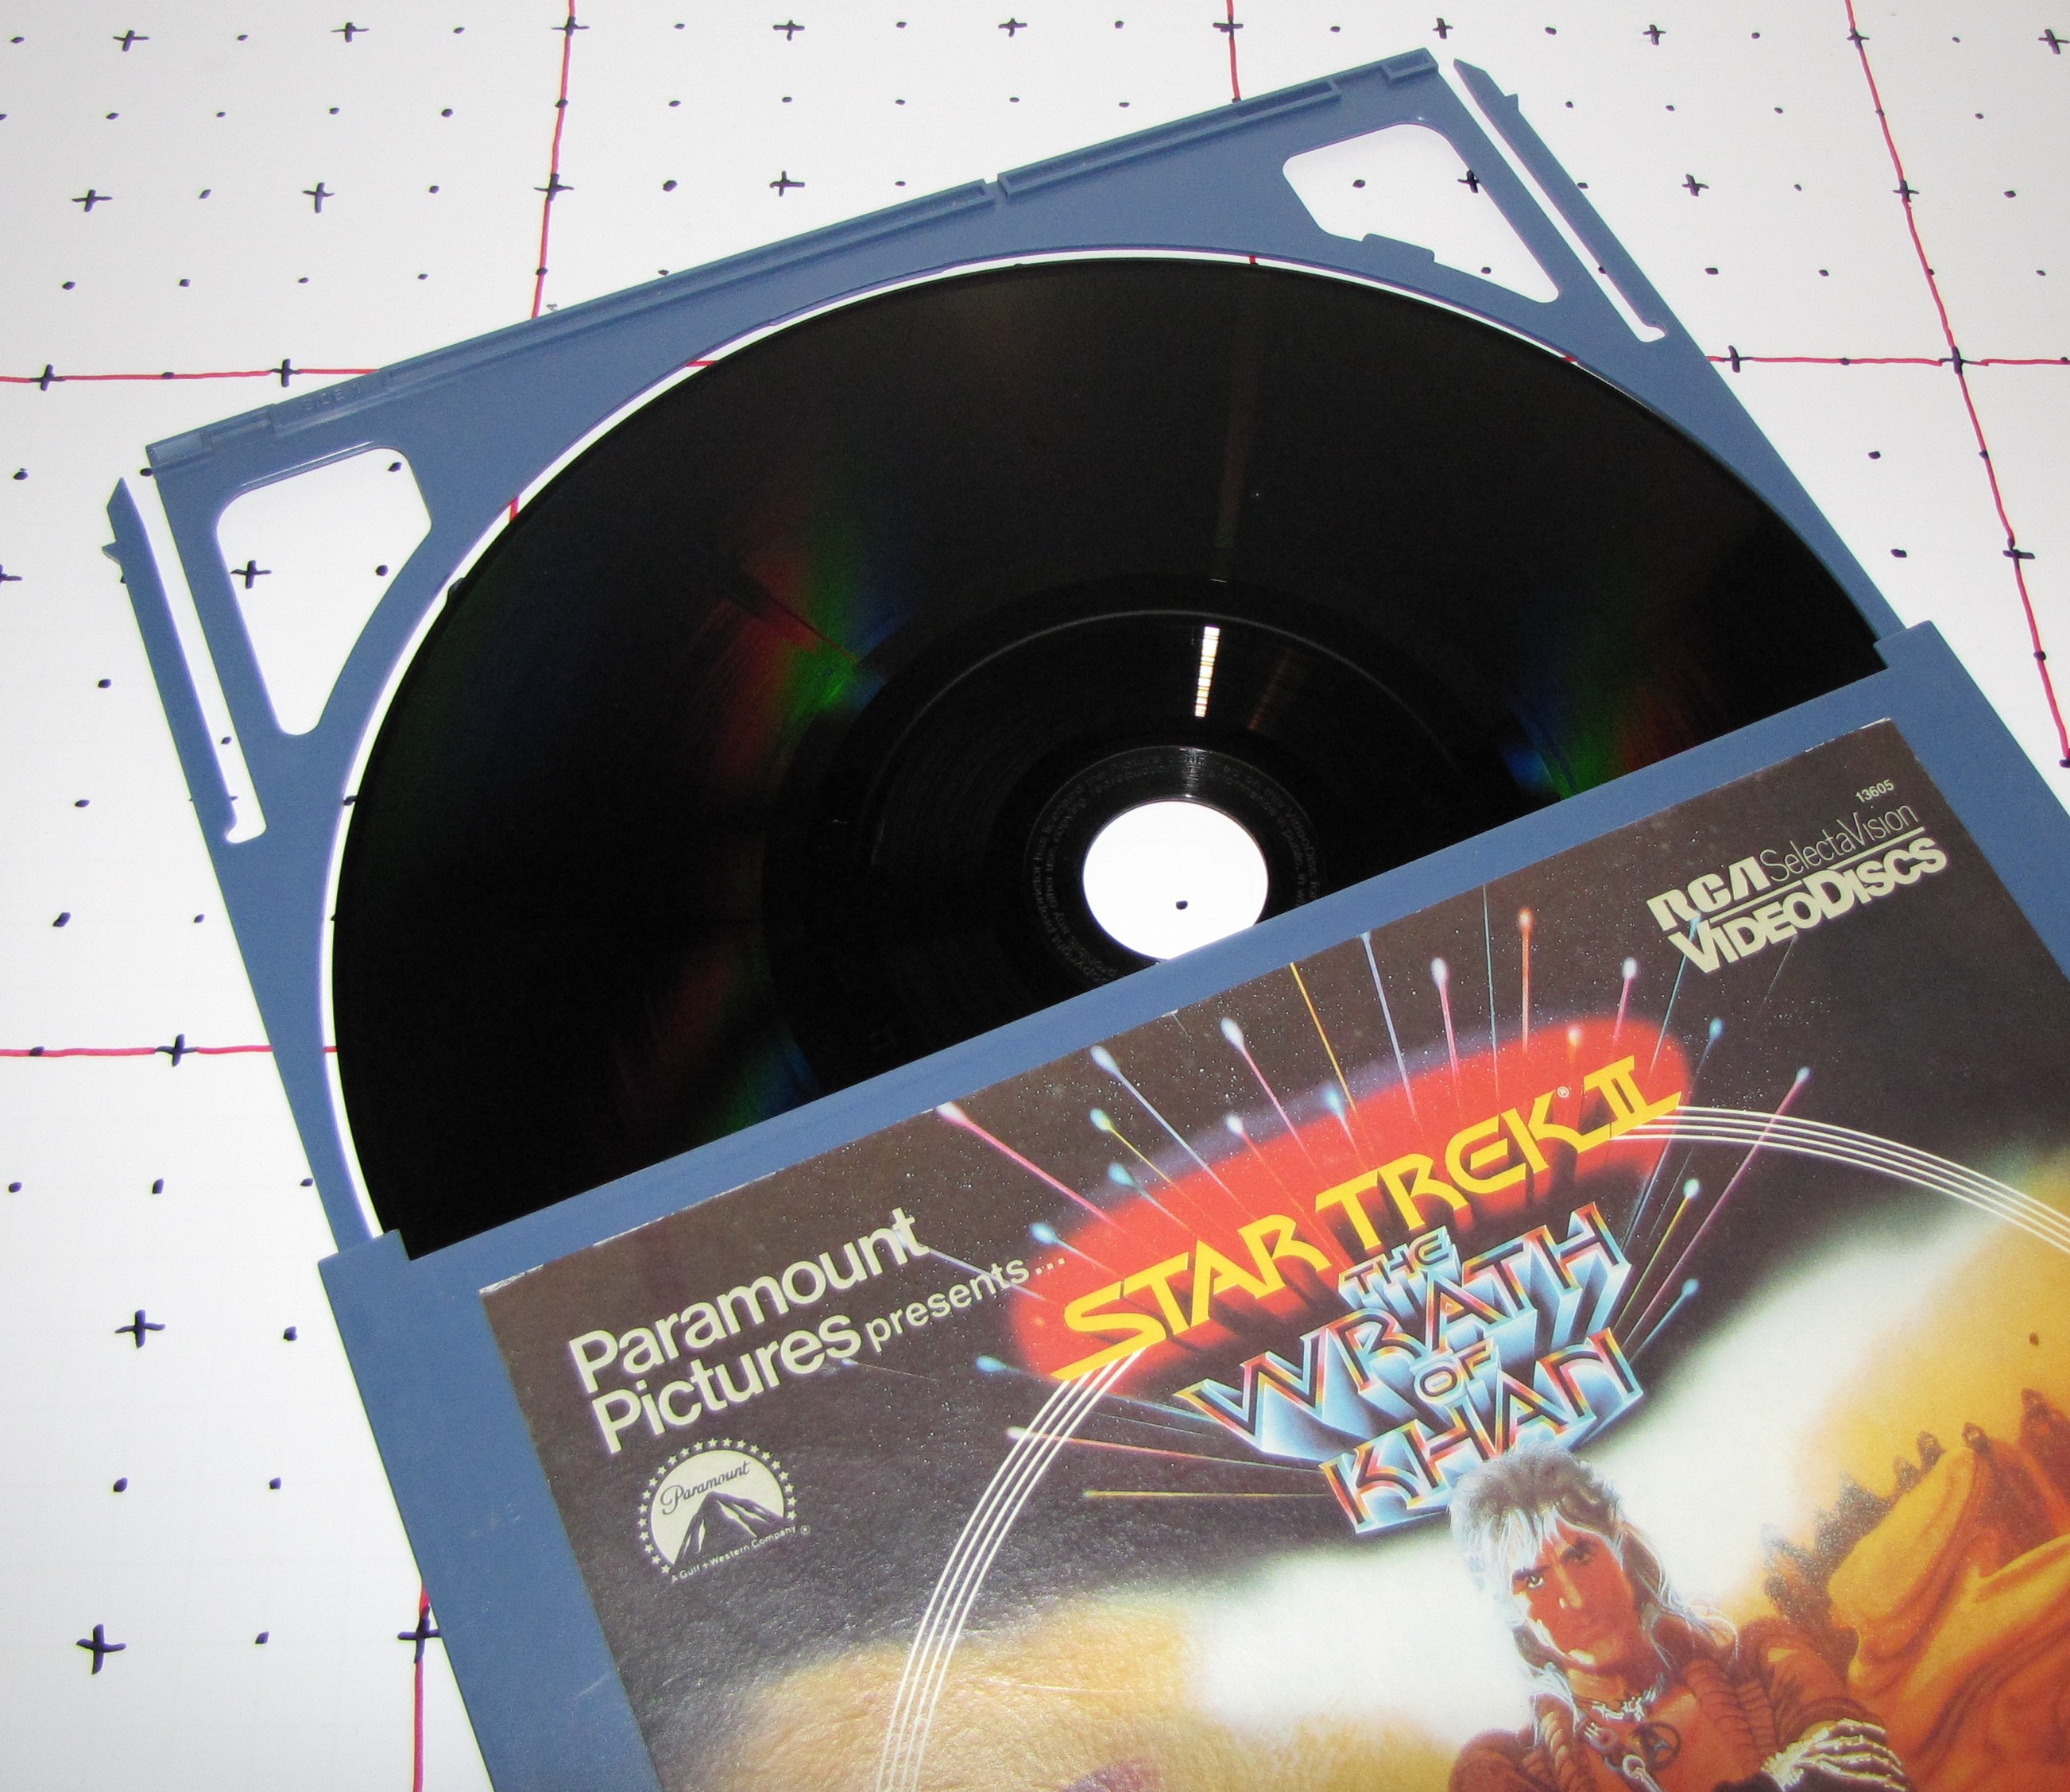 13605
RCA SelectaVision
VIDEODISCS
STAR TREK® II
THE
WRATH
OF
KHAN
Paramount
Pictures presents...
Paramount
A Gulf+Western Company
®